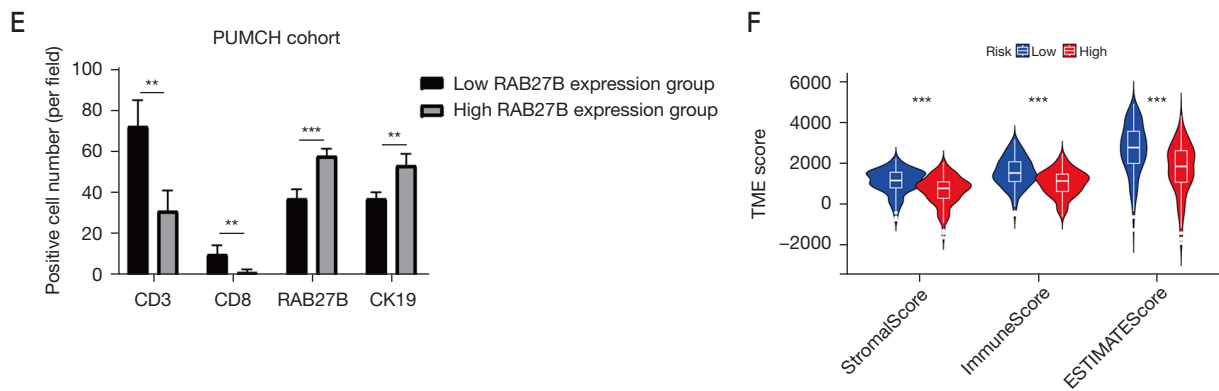 E
PUMCH cohort
Positive cell number (per field)
100
80
60
40
20
0
**
**
***
**
CD3
CD8
RAB27B
CK19
Low RAB27B expression group
High RAB27B expression group
F
Risk Low High
TME score
6000
4000
2000
0
−2000
***
***
***
StromalScore
ImmuneScore
ESTIMATEScore